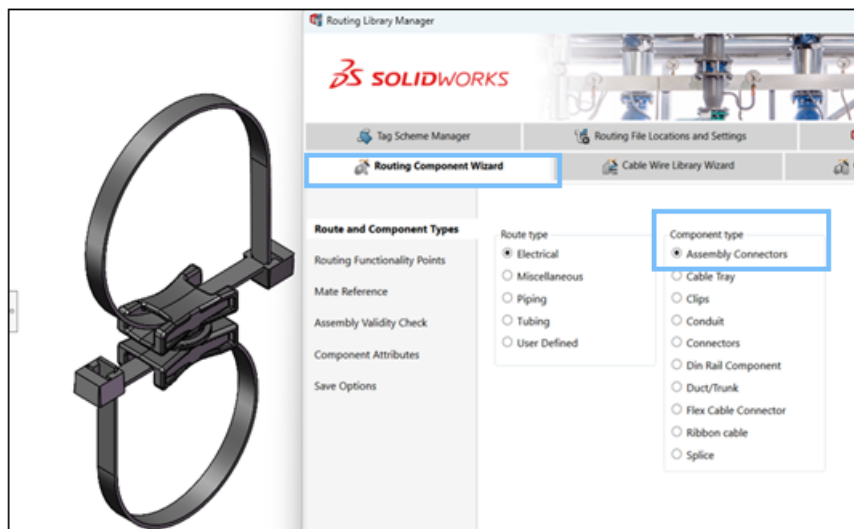 Routing Library Manager
SOLIDWORKS
Tag Scheme Manager
Routing File Locations and Settings
Routing Component Wizard
Cable Wire Library Wizard
Route and Component Types
Routing Functionality Points
Mate Reference
Assembly Validity Check
Component Attributes
Save Options
Route type
Electrical
Miscellaneous
Piping
Tubing
User Defined
Component type
Assembly Connectors
Cable Tray
Clips
Conduit
Connectors
Din Rail Component
Duct/Trunk
Flex Cable Connector
Ribbon cable
Splice